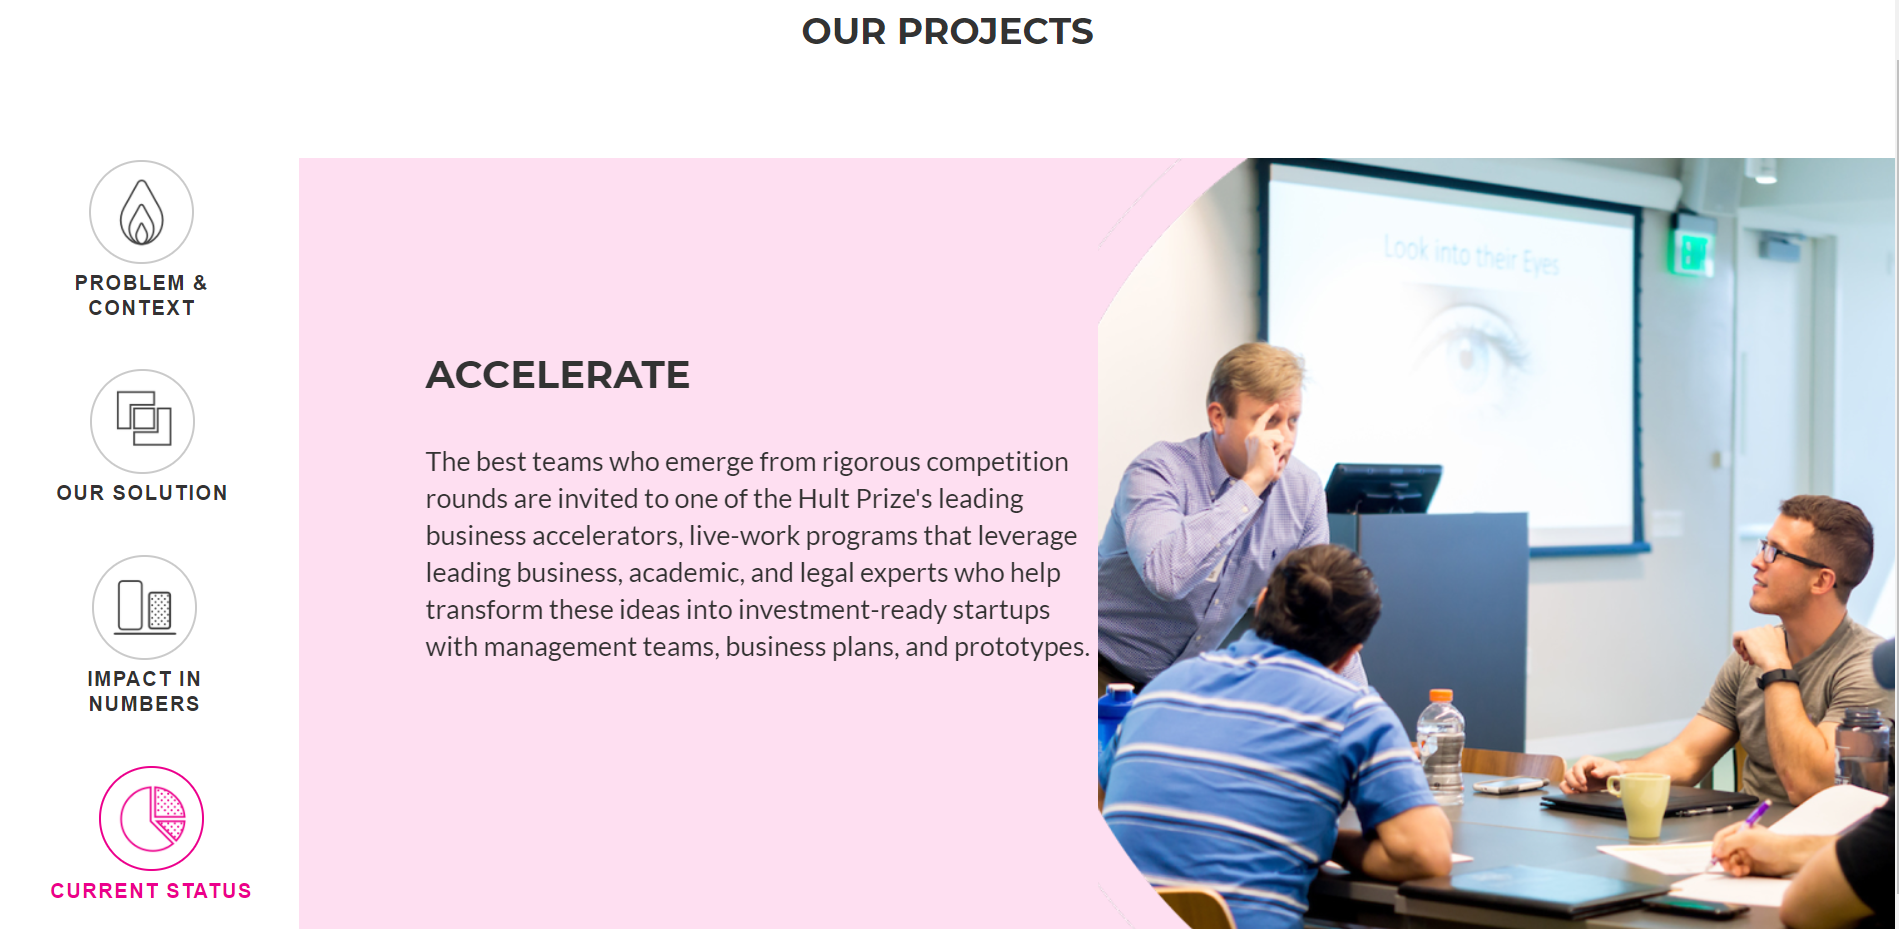 OUR PROJECTS
PROBLEM &
CONTEXT
OUR SOLUTION
IMPACT IN
NUMBERS
CURRENT STATUS
ACCELERATE
The best teams who emerge from rigorous competition
rounds are invited to one of the Hult Prize's leading
business accelerators, live-work programs that leverage
leading business, academic, and legal experts who help
transform these ideas into investment-ready startups
with management teams, business plans, and prototypes.
Look into their Eyes
EXIT